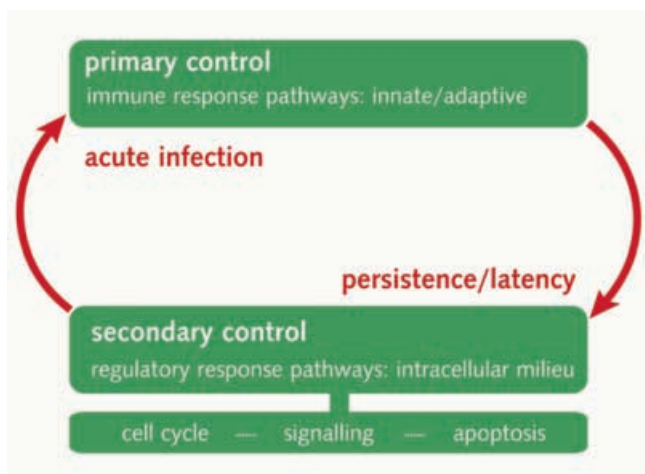 primary control
immune response pathways: innate/adaptive
acute infection
persistence/latency
secondary control
regulatory response pathways: intracellular milieu
cell cycle — signalling — apoptosis